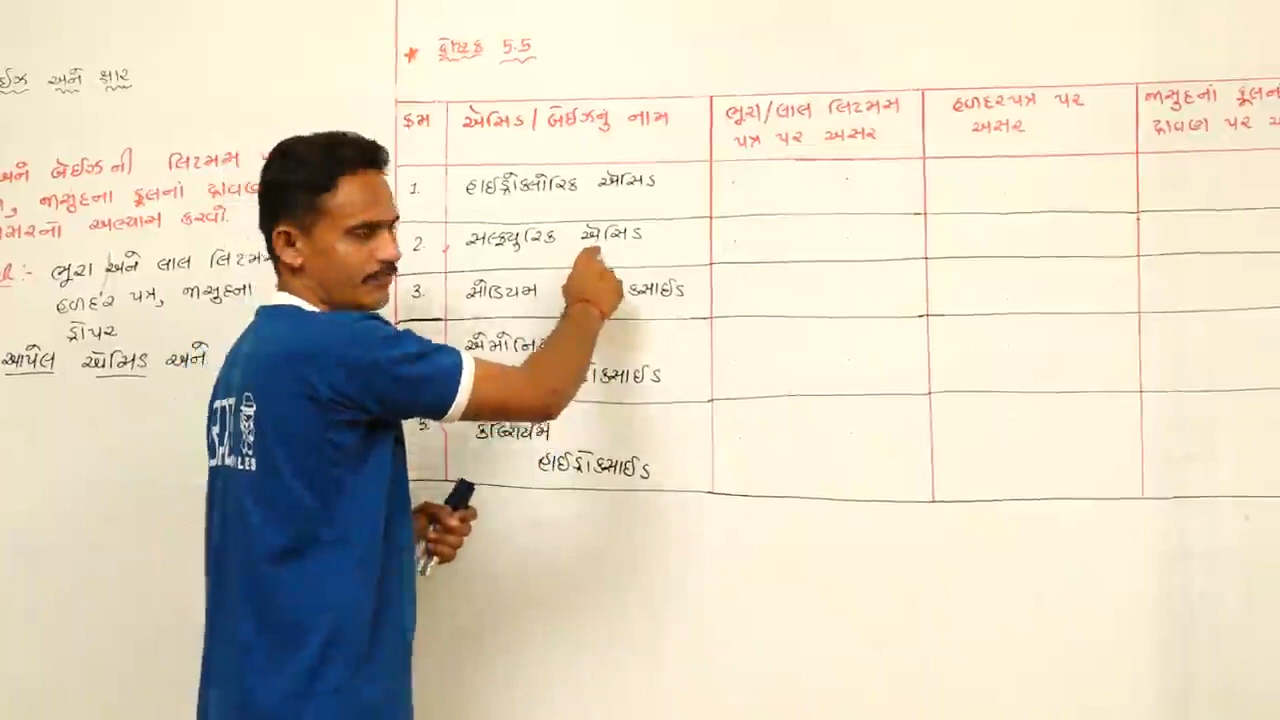 અને ક્ષાર
અને બેઈઝની લિટમસ
જાસુદના ફૂલનાં દ્રાવણ
અભ્યાસ કરવો.
:- ભૂરા અને લાલ લિટમસ
હળદર પત્ર, જાસુદના
ડ્રોપર
આપેલ એસિડ અને
* કોષ્ટક 5.5
ક્રમ એસિડ/બેઈઝનું નામ ભૂરા/લાલ લિટમસ હળદરપત્ર પર જાસુદનાં ફૂલનાં
પત્ર પર અસર અસર દ્રાવણ પર
1. હાઈડ્રોક્લોરિક એસિડ
2. સલ્ફ્યુરિક એસિડ
3. સોડિયમ ક્સાઈડ
એમોનિ
ક્સાઈડ
5. કેલ્શિયમ
હાઈડ્રોક્સાઈડ